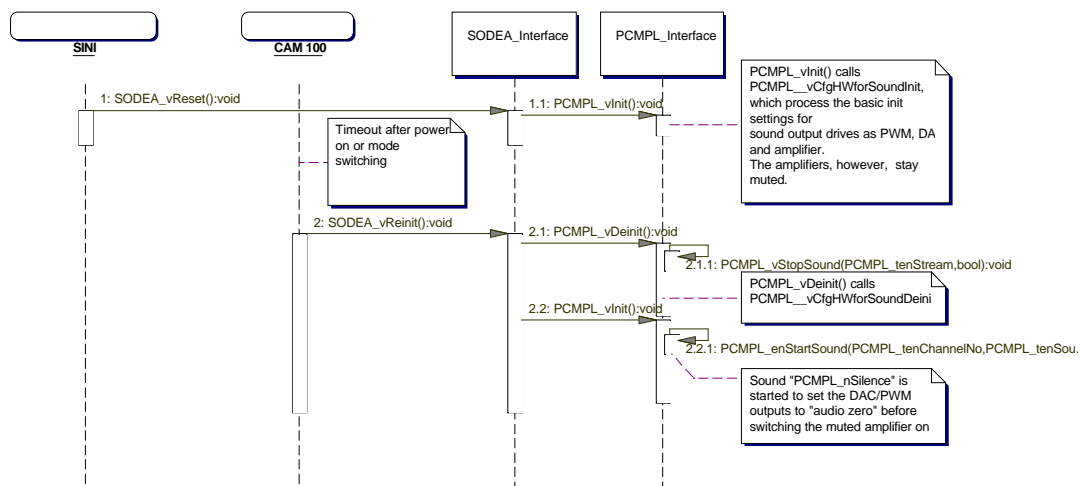 SINI
CAM 100
SODEA_Interface
PCMPL_Interface
1: SODEA_vReset():void
1.1: PCMPL_vInit():void
PCMPL_vInit() calls
PCMPL__vCfgHWforSoundInit,
which process the basic init
settings for
sound output drives as PWM, DA
and amplifier.
The amplifiers, however, stay
muted.
Timeout after power
on or mode
switching
2: SODEA_vReinit():void
2.1: PCMPL_vDeinit():void
2.1.1: PCMPL_vStopSound(PCMPL_tenStream,bool):void
PCMPL_vDeinit() calls
PCMPL__vCfgHWforSoundDeini
2.2: PCMPL_vInit():void
2.2.1: PCMPL_enStartSound(PCMPL_tenChannelNo,PCMPL_tenSou.
Sound "PCMPL_nSilence" is
started to set the DAC/PWM
outputs to "audio zero" before
switching the muted amplifier on